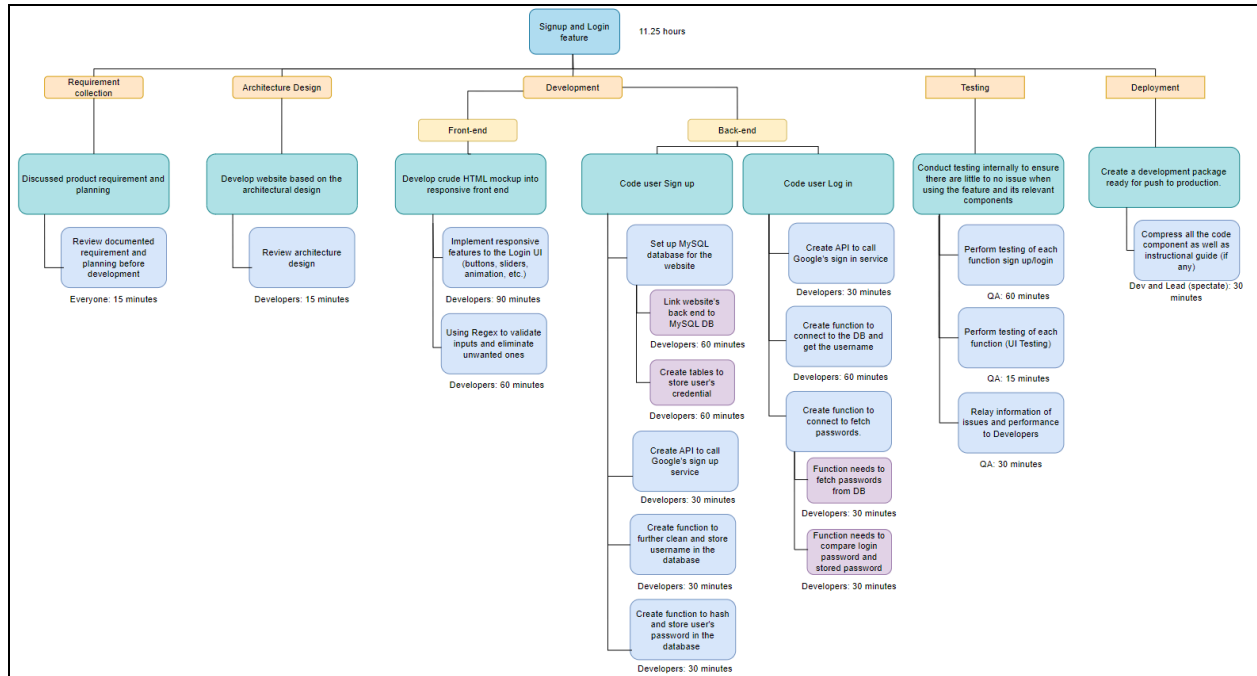 Signup and Login
feature
11.25 hours
Requirement
collection
Architecture Design
Development
Testing
Deployment
Front-end
Back-end
Discussed product requirement and
planning
Develop website based on the
architectural design
Develop crude HTML mockup into
responsive front end
Code user Sign up
Code user Log in
Conduct testing internally to ensure
there are little to no issue when
using the feature and its relevant
components
Create a development package
ready for push to production.
Review documented
requirement and
planning before
development
Everyone: 15 minutes
Review architecture
design
Developers: 15 minutes
Implement responsive
features to the Login UI
(buttons, sliders,
animation, etc.)
Developers: 90 minutes
Using Regex to validate
inputs and eliminate
unwanted ones
Developers: 60 minutes
Set up MySQL
database for the
website
Link website's
back end to
MySQL DB
Developers: 60 minutes
Create tables to
store user's
credential
Developers: 60 minutes
Create API to call
Google's sign up
service
Developers: 30 minutes
Create function to
further clean and store
username in the
database
Developers: 30 minutes
Create function to hash
and store user's
password in the
database
Developers: 30 minutes
Create API to call
Google's sign in service
Developers: 30 minutes
Create function to
connect to the DB and
get the username
Developers: 60 minutes
Create function to
connect to fetch
passwords.
Function needs to
fetch passwords
from DB
Developers: 30 minutes
Function needs to
compare login
password and
stored password
Developers: 30 minutes
Perform testing of each
function sign up/login
QA: 60 minutes
Perform testing of each
function (UI Testing)
QA: 15 minutes
Relay information of
issues and performance
to Developers
QA: 30 minutes
Compress all the code
component as well as
instructional guide (if
any)
Dev and Lead (spectate): 30
minutes